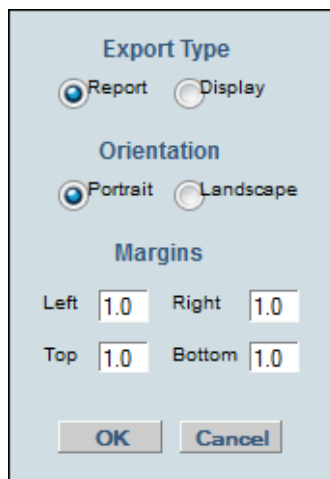 Export Type
Report Display
Orientation
Portrait Landscape
Margins
Left 1.0 Right 1.0
Top 1.0 Bottom 1.0
OK Cancel